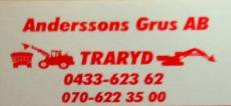 Anderssons Grus AB
TRARYD
0433-623 62
070-622 35 00